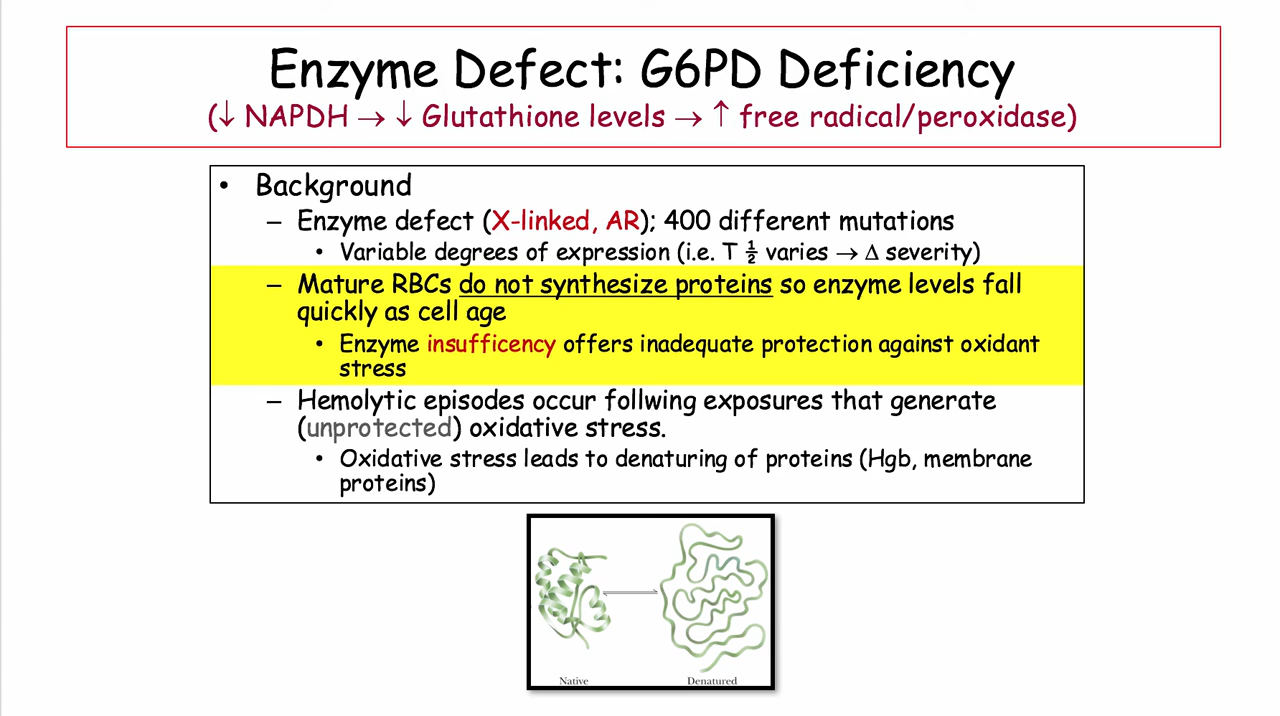 Enzyme Defect: G6PD Deficiency
(↓ NAPDH → ↓ Glutathione levels → ↑ free radical/peroxidase)
• Background
– Enzyme defect (X-linked, AR); 400 different mutations
• Variable degrees of expression (i.e. T ½ varies → Δ severity)
– Mature RBCs do not synthesize proteins so enzyme levels fall
quickly as cell age
• Enzyme insufficency offers inadequate protection against oxidant
stress
– Hemolytic episodes occur follwing exposures that generate
(unprotected) oxidative stress.
• Oxidative stress leads to denaturing of proteins (Hgb, membrane
proteins)
Native Denatured